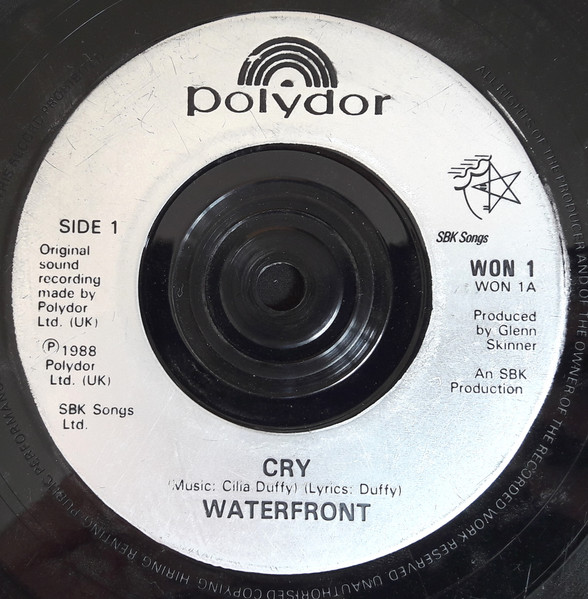 polydor
SBK Songs
SIDE 1
Original
sound
recording
made by
Polydor
Ltd. (UK)
Ⓟ1988
Polydor
Ltd. (UK)
SBK Songs
Ltd.
WON 1
WON 1A
Produced
by Glenn
Skinner
An SBK
Production
CRY
(Music: Cilia Duffy) (Lyrics: Duffy)
WATERFRONT
ALL RIGHTS OF THE PRODUCER AND OF THE OWNER OF THE RECORDED WORK RESERVED. UNAUTHORISED COPYING, HIRING, RENTING, PUBLIC PERFORMANCE